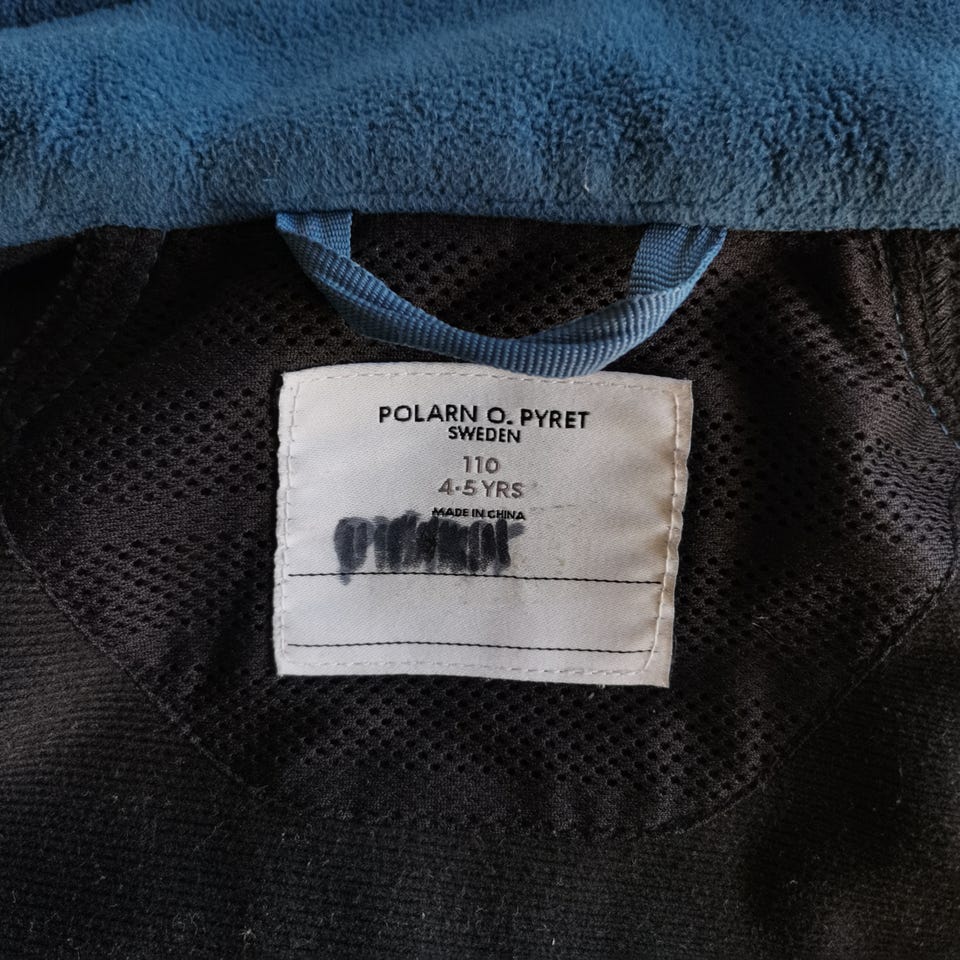 POLARN O. PYRET
SWEDEN
110
4-5 YRS
MADE IN CHINA